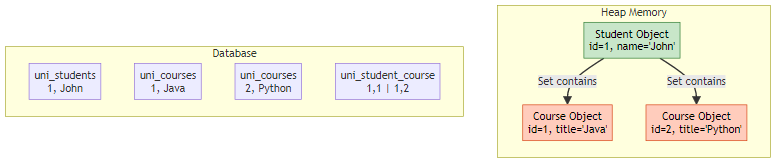 Database
uni_students
1, John
uni_courses
1, Java
uni_courses
2, Python
uni_student_course
1,1 | 1,2
Heap Memory
Student Object
id=1, name='John'
Set contains
Set contains
Course Object
id=1, title='Java'
Course Object
id=2, title='Python'